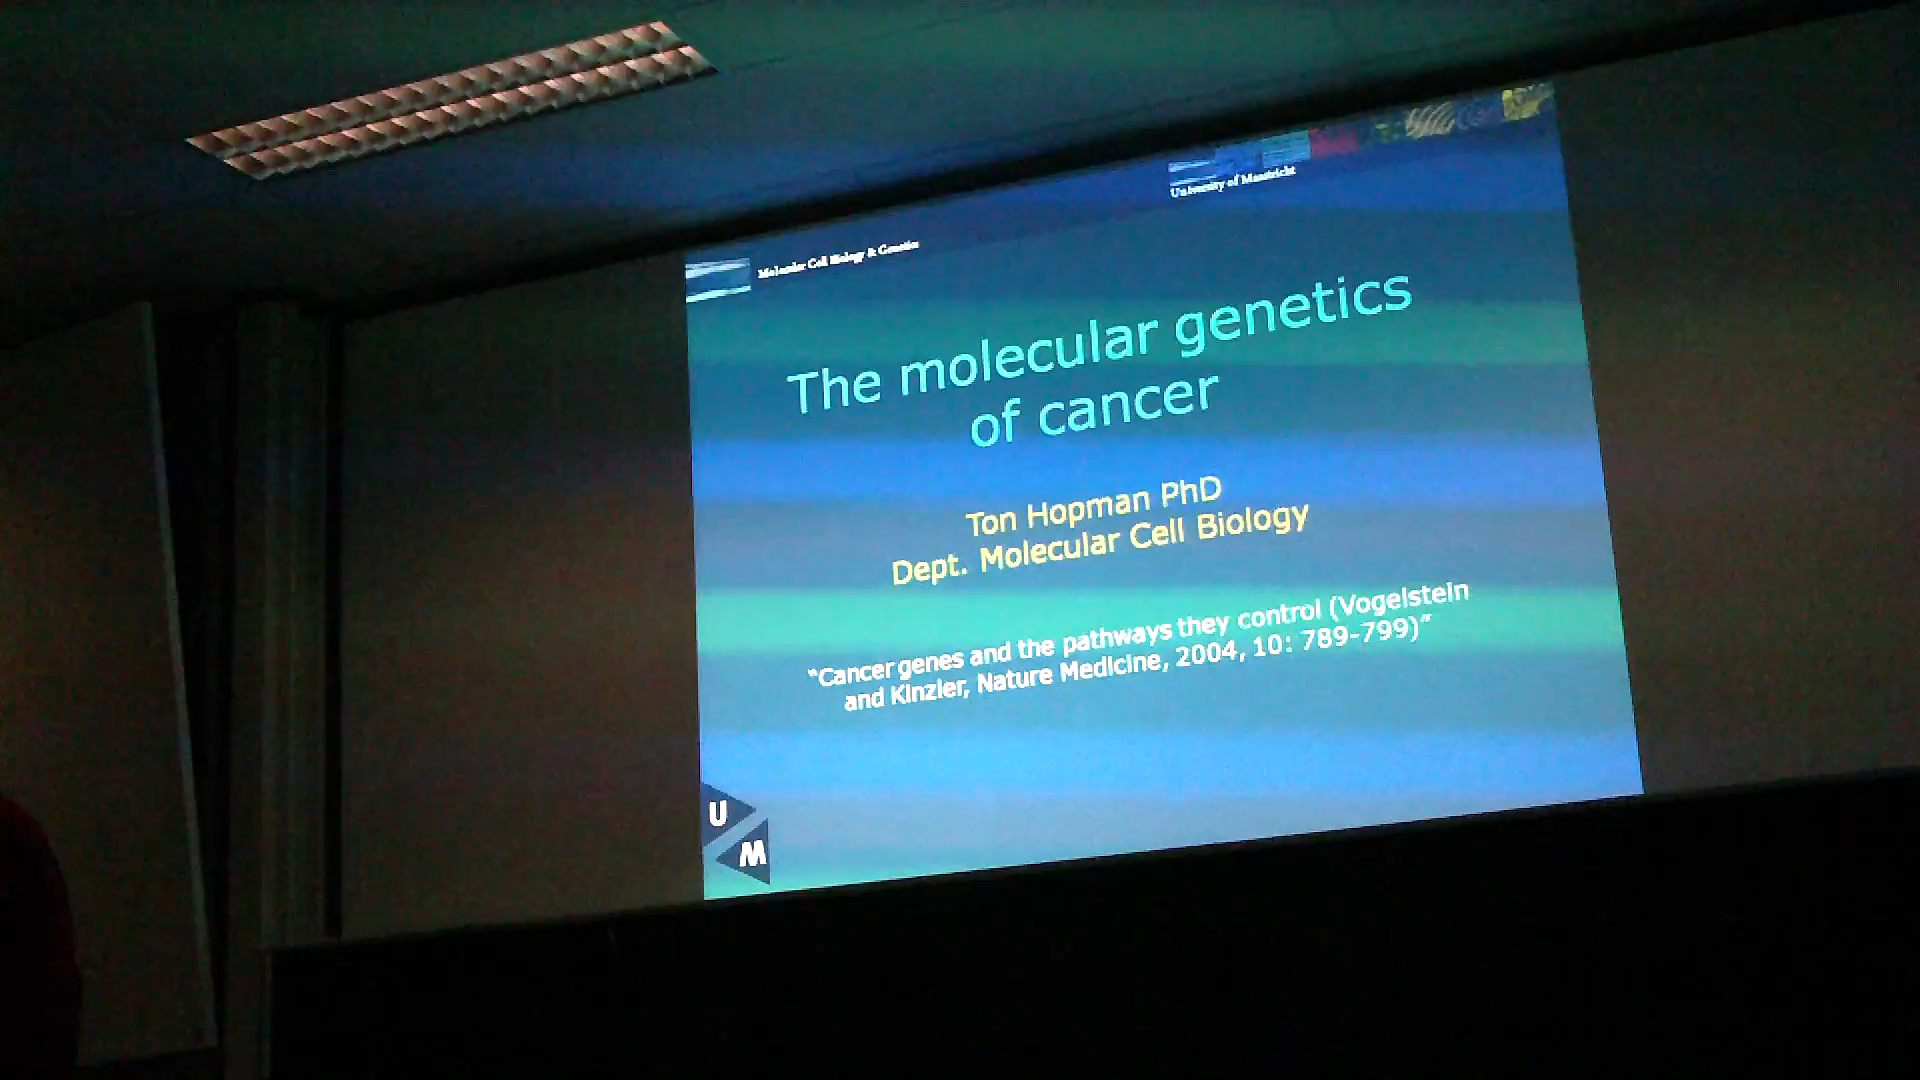 University of Maastricht
Molecular Cell Biology & Genetics
The molecular genetics
of cancer
Ton Hopman PhD
Dept. Molecular Cell Biology
“Cancer genes and the pathways they control (Vogelstein
and Kinzler, Nature Medicine, 2004, 10: 789-799)”
U
M